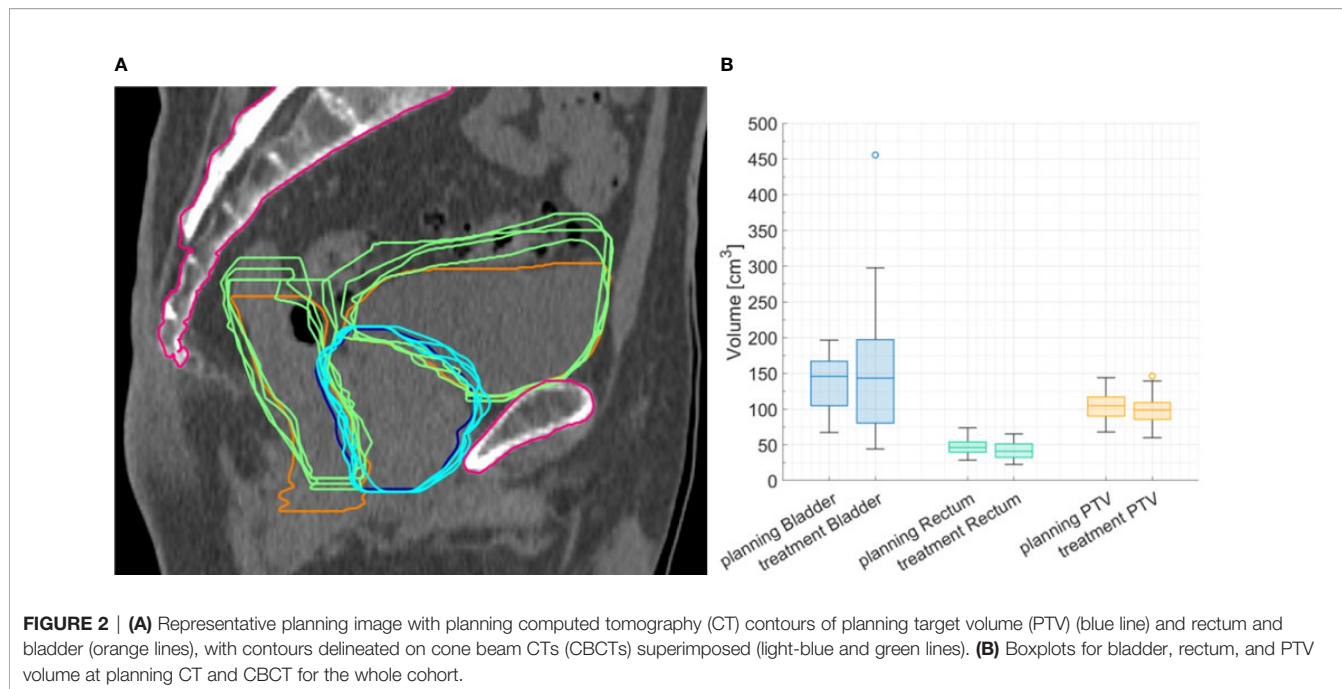 A
B
500
450
400
350
300
250
200
150
100
50
0
Volume [cm³]
planning Bladder
treatment Bladder
planning Rectum
treatment Rectum
planning PTV
treatment PTV
FIGURE 2 | (A) Representative planning image with planning computed tomography (CT) contours of planning target volume (PTV) (blue line) and rectum and
bladder (orange lines), with contours delineated on cone beam CTs (CBCTs) superimposed (light-blue and green lines). (B) Boxplots for bladder, rectum, and PTV
volume at planning CT and CBCT for the whole cohort.